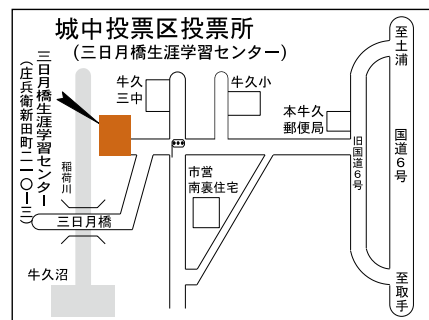 城中投票区投票所
(三日月橋生涯学習センター)
三日月橋生涯学習センター
(庄兵衛新田町二一〇ー三)
牛久
三中
牛久小
本牛久
郵便局
至土浦
国道6号
旧国道6号
至取手
稲荷川
三日月橋
市営
南裏住宅
牛久沼